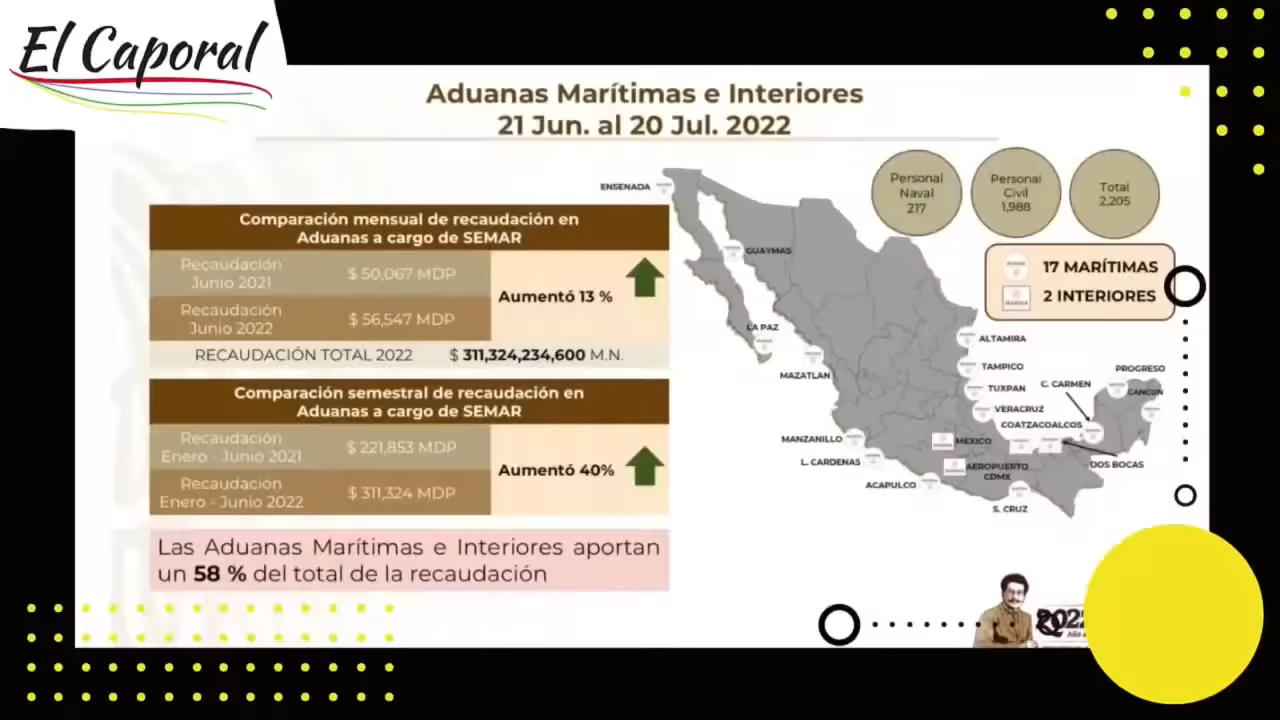 El Caporal
Aduanas Marítimas e Interiores
21 Jun. al 20 Jul. 2022
Comparación mensual de recaudación en
Aduanas a cargo de SEMAR
Recaudación
Junio 2021
$ 50,067 MDP
Recaudación
Junio 2022
$ 56,547 MDP
Aumentó 13 %
RECAUDACIÓN TOTAL 2022 $ 311,324,234,600 M.N.
Comparación semestral de recaudación en
Aduanas a cargo de SEMAR
Recaudación
Enero - Junio 2021
$ 221,853 MDP
Recaudación
Enero - Junio 2022
$ 311,324 MDP
Aumentó 40%
Las Aduanas Marítimas e Interiores aportan
un 58 % del total de la recaudación
Personal
Naval
217
Personal
Civil
1,988
Total
2,205
17 MARÍTIMAS
2 INTERIORES
ENSENADA
GUAYMAS
LA PAZ
MAZATLAN
ALTAMIRA
TAMPICO
TUXPAN
VERACRUZ
COATZACOALCOS
C. CARMEN
PROGRESO
CANCUN
MANZANILLO
L. CARDENAS
ACAPULCO
MEXICO
AEROPUERTO
CDMX
S. CRUZ
DOS BOCAS
2022
Año